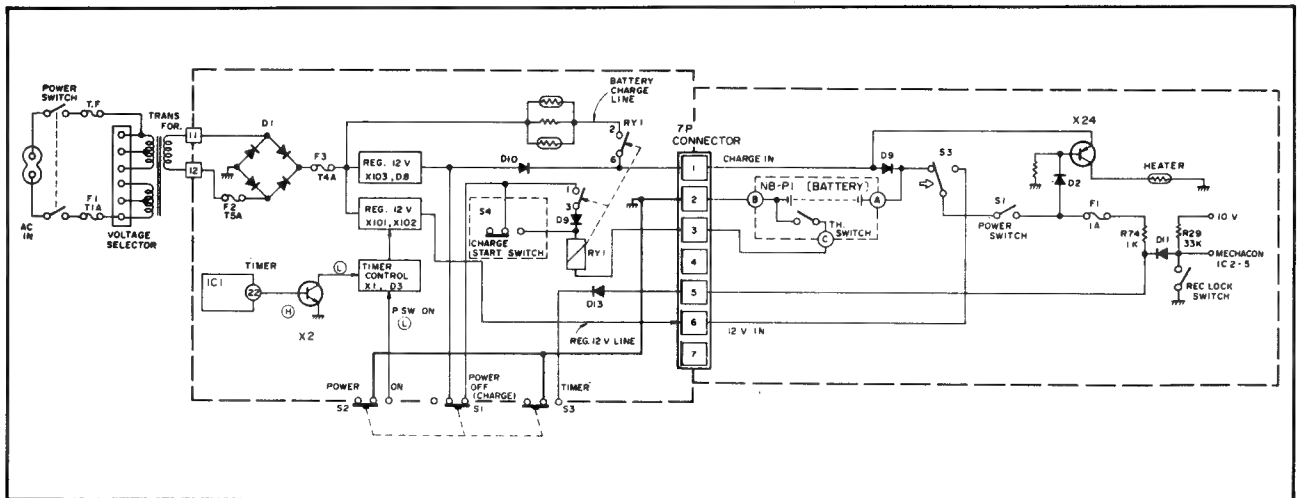 POWER
SWITCH
T.F
F1
T1A
AC
IN
VOLTAGE
SELECTOR
TRANS
FOR.
11
12
D1
F2
T5A
F3
T4A
REG. 12 V
X103, D8
REG. 12 V
X101, X102
TIMER
IC1
22
H
X2
L
TIMER
CONTROL
X1, D3
P SW ON
L
BATTERY
CHARGE
LINE
2
RY1
6
D10
S4
CHARGE
START SWITCH
1
3
D9
RY1
D13
REG. 12 V LINE
POWER
ON
S2
POWER
OFF
(CHARGE)
S1
TIMER
S3
7P
CONNECTOR
1
2
3
4
5
6
7
CHARGE IN
NB-P1 (BATTERY)
B
A
TH.
SWITCH
C
12 V IN
D9
S3
S1
POWER
SWITCH
X24
D2
HEATER
F1
1A
R74
1K
D11
R29
33K
10 V
MECHACON
IC2-5
REC LOCK
SWITCH